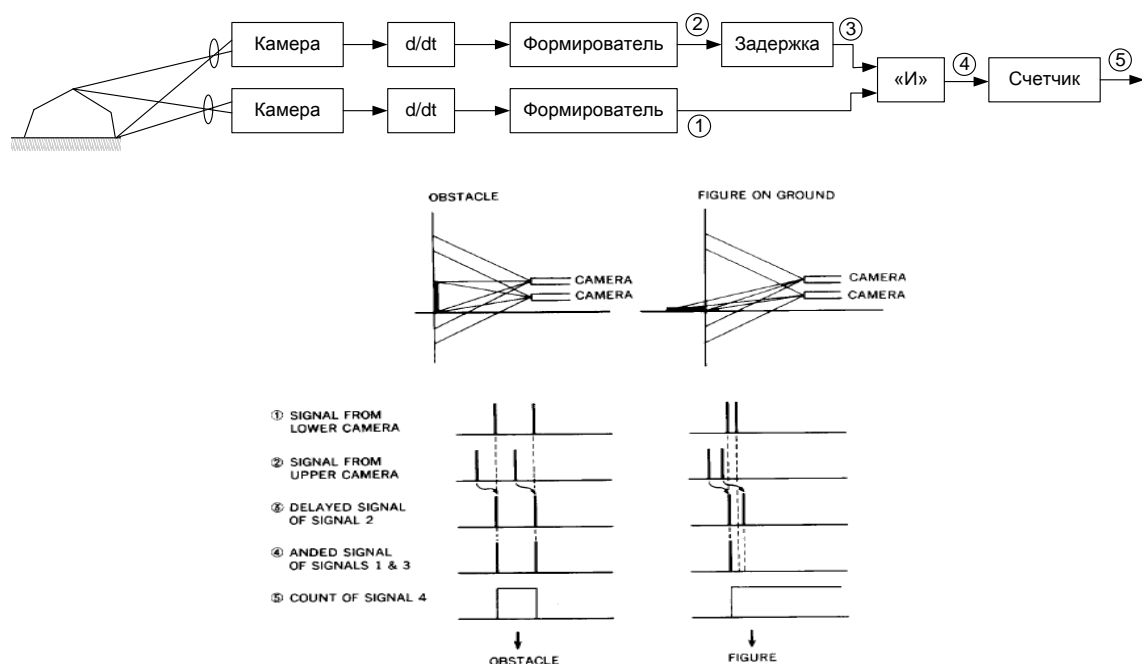 ②
③
Камера
d/dt
Формирователь
Задержка
«И»
④
Счетчик
⑤
Камера
d/dt
Формирователь
①
OBSTACLE
FIGURE ON GROUND
CAMERA
CAMERA
CAMERA
CAMERA
① SIGNAL FROM
LOWER CAMERA
② SIGNAL FROM
UPPER CAMERA
③ DELAYED SIGNAL
OF SIGNAL 2
④ ANDED SIGNAL
OF SIGNALS 1 & 3
⑤ COUNT OF SIGNAL 4
OBSTACLE
FIGURE